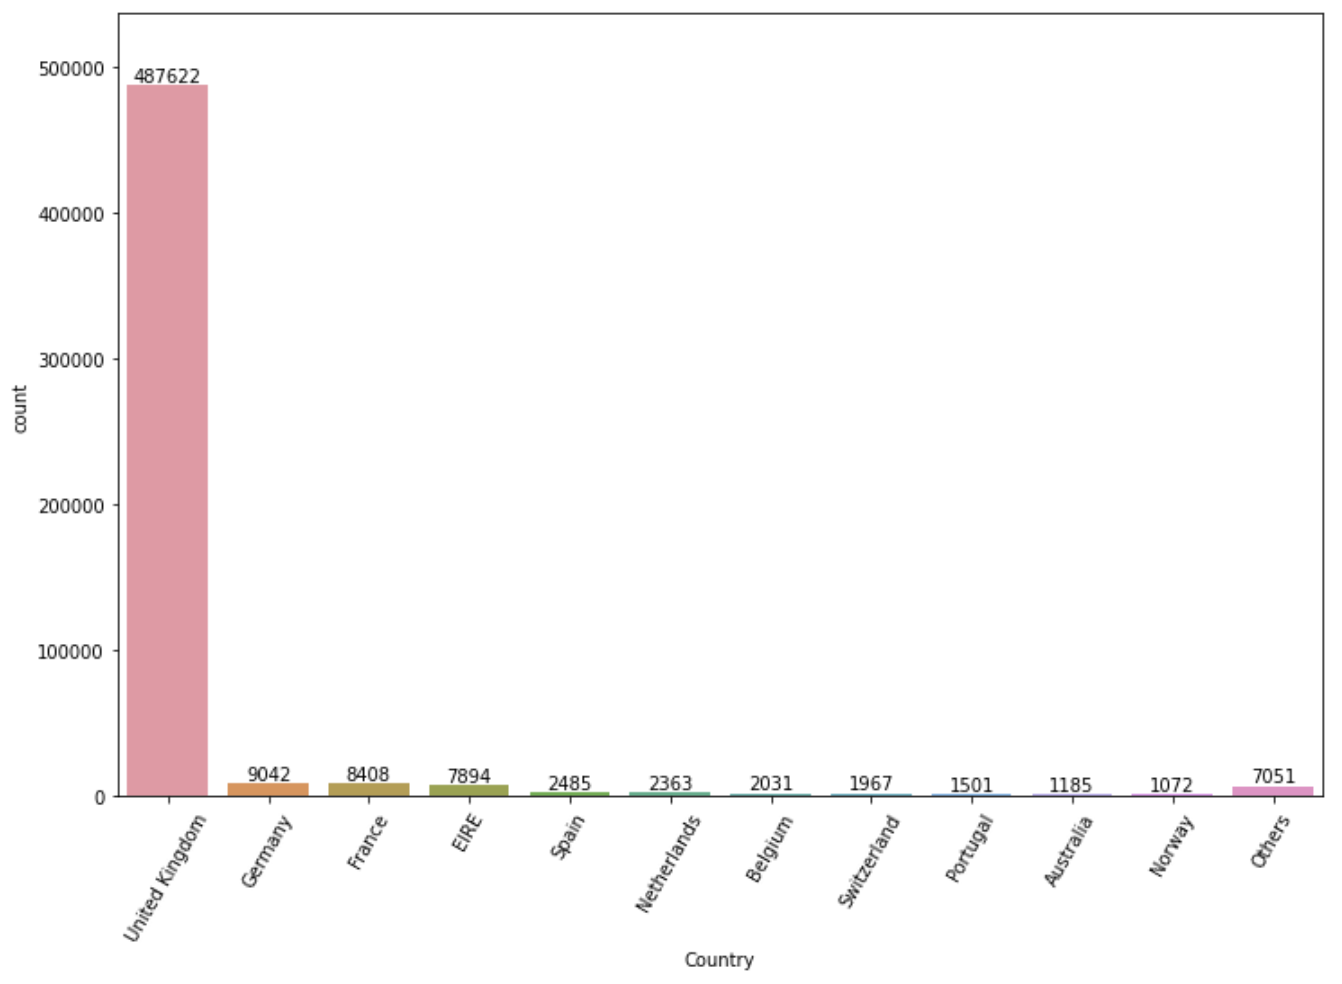 500000
400000
300000
200000
100000
0
count
487622
9042
8408
7894
2485
2363
2031
1967
1501
1185
1072
7051
United Kingdom
Germany
France
EIRE
Spain
Netherlands
Belgium
Switzerland
Portugal
Australia
Norway
Others
Country